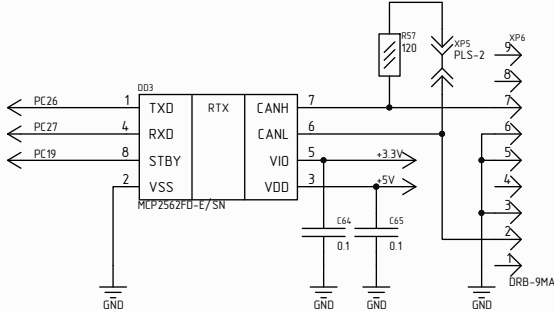 R57
120
XP5
PLS-2
XP6
9
8
DD3
PC26
1
TXD
RTX
CANH
7
7
PC27
4
RXD
CANL
6
6
PC19
8
STBY
VIO
5
+3.3V
5
2
VSS
VDD
3
+5V
4
MCP2562FD-E/SN
3
C64
0.1
C65
0.1
2
1
DRB-9MA
GND
GND
GND
GND